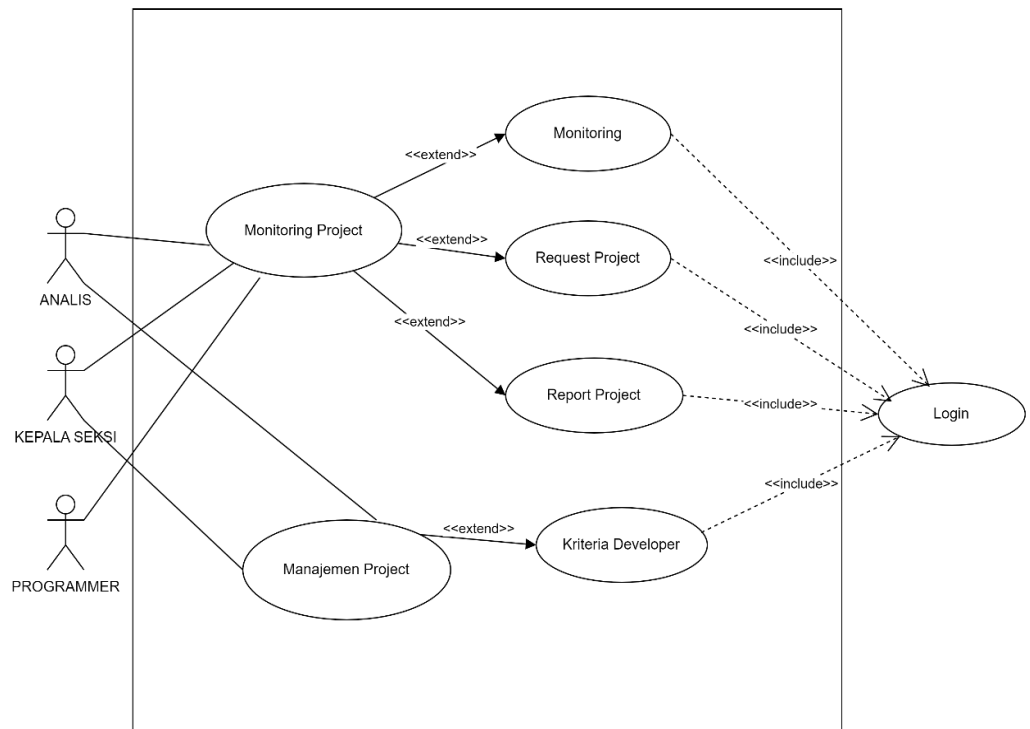 Monitoring
<<extend>>
Monitoring Project
<<extend>>
Request Project
<<include>>
ANALIS
<<extend>>
<<include>>
Report Project
<<include>>
Login
KEPALA SEKSI
<<include>>
<<extend>>
Kriteria Developer
Manajemen Project
PROGRAMMER